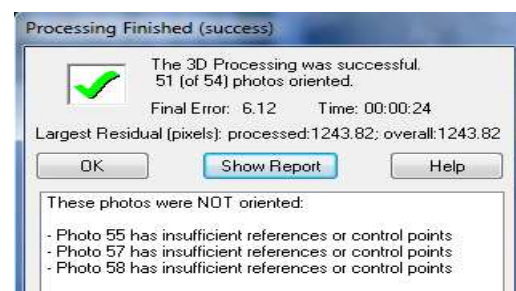 Processing Finished (success)
The 3D Processing was successful.
51 (of 54) photos oriented.
Final Error: 6.12 Time: 00:00:24
Largest Residual (pixels): processed:1243.82; overall:1243.82
OK Show Report Help
These photos were NOT oriented:
- Photo 55 has insufficient references or control points
- Photo 57 has insufficient references or control points
- Photo 58 has insufficient references or control points